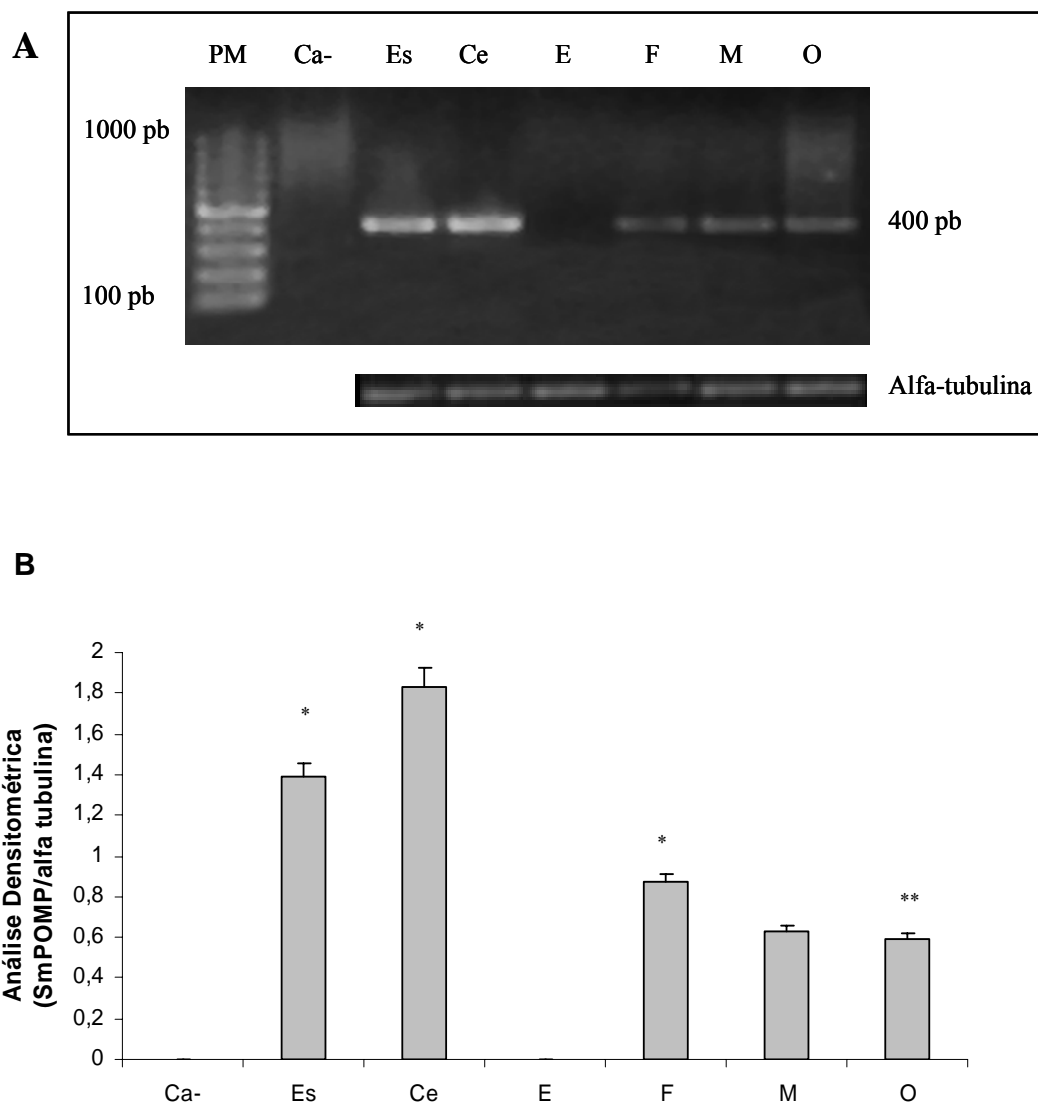 A
PM Ca- Es Ce E F M O
1000 pb
400 pb
100 pb
Alfa-tubulina
B
Análise Densitométrica
(SmPOMP/alfa tubulina)
*
*
2
1,8
*
1,6
1,4
1,2
*
1
0,8
**
0,6
0,4
0,2
0
Ca- Es Ce E F M O